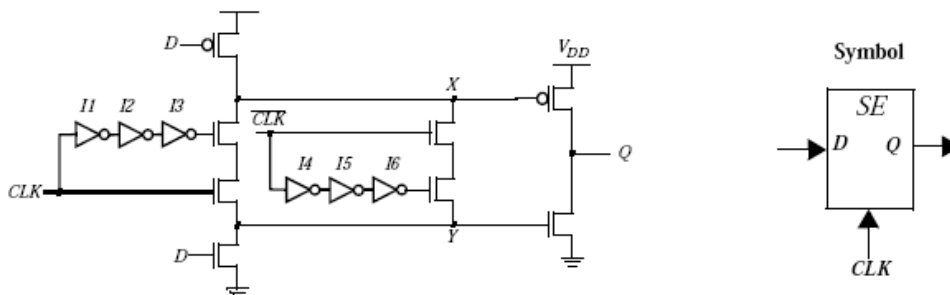 D
V_DD
Symbol
X
I1 I2 I3
CLK̅
SE
D Q
Q
I4 I5 I6
CLK
Y
D
CLK